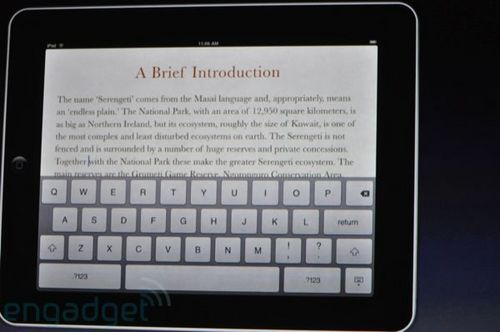 iPad
11:06 AM
A Brief Introduction
The name 'Serengeti' comes from the Masai language and, appropriately, means
an 'endless plain.' The National Park, with an area of 12,950 square kilometers, is
as big as Northern Ireland, but its ecosystem, roughly the size of Kuwait, is one of
the most complex and least disturbed ecosystems on earth. The Serengeti is not
fenced and is surrounded by a number of huge reserves and private concessions.
Together with the National Park these make the greater Serengeti ecosystem. The
main reserves are the Grumeti Game Reserve, Ngorongoro Conservation Area
Q W E R T Y U I O P
A S D F G H J K L return
Z X C V B N M ! , ? .
.?123 .?123
engadget